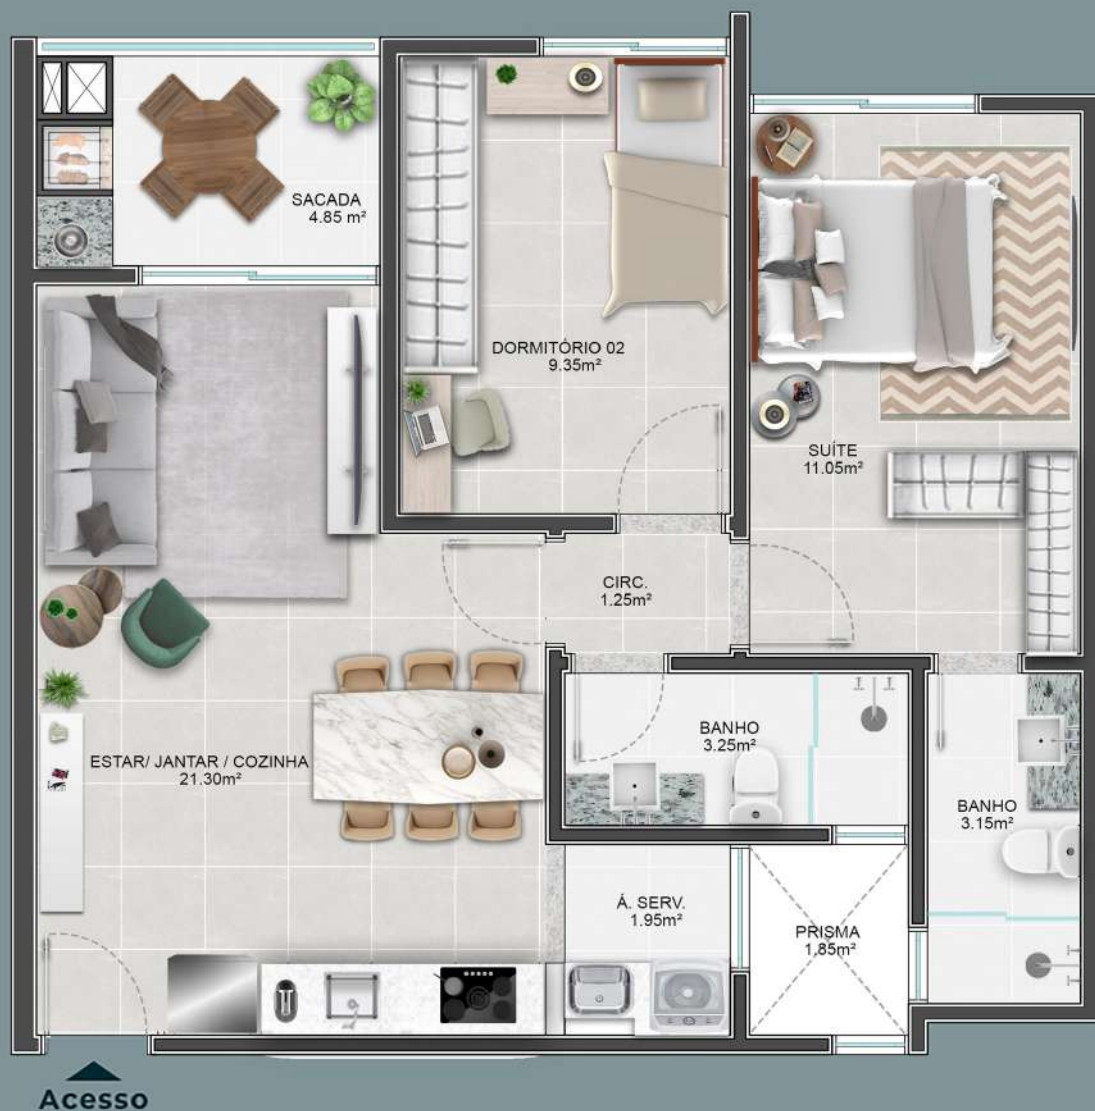 SACADA
4.85 m²
DORMITÓRIO 02
9.35m²
SUÍTE
11.05m²
CIRC.
1.25m²
BANHO
3.25m²
ESTAR/ JANTAR / COZINHA
21.30m²
BANHO
3.15m²
Á. SERV.
1.95m²
PRISMA
1.85m²
Acesso